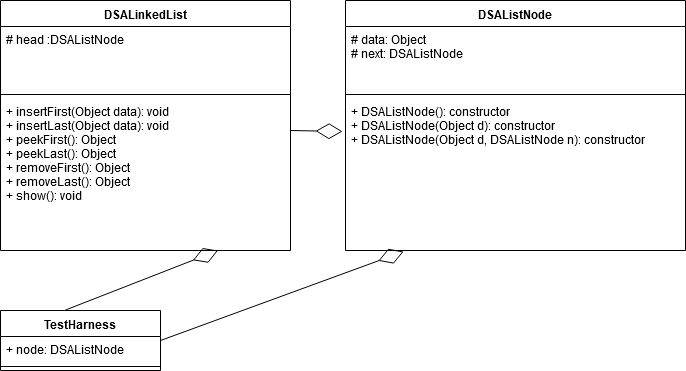 DSALinkedList
# head :DSAListNode
+ insertFirst(Object data): void
+ insertLast(Object data): void
+ peekFirst(): Object
+ peekLast(): Object
+ removeFirst(): Object
+ removeLast(): Object
+ show(): void
DSAListNode
# data: Object
# next: DSAListNode
+ DSAListNode(): constructor
+ DSAListNode(Object d): constructor
+ DSAListNode(Object d, DSAListNode n): constructor
TestHarness
+ node: DSAListNode